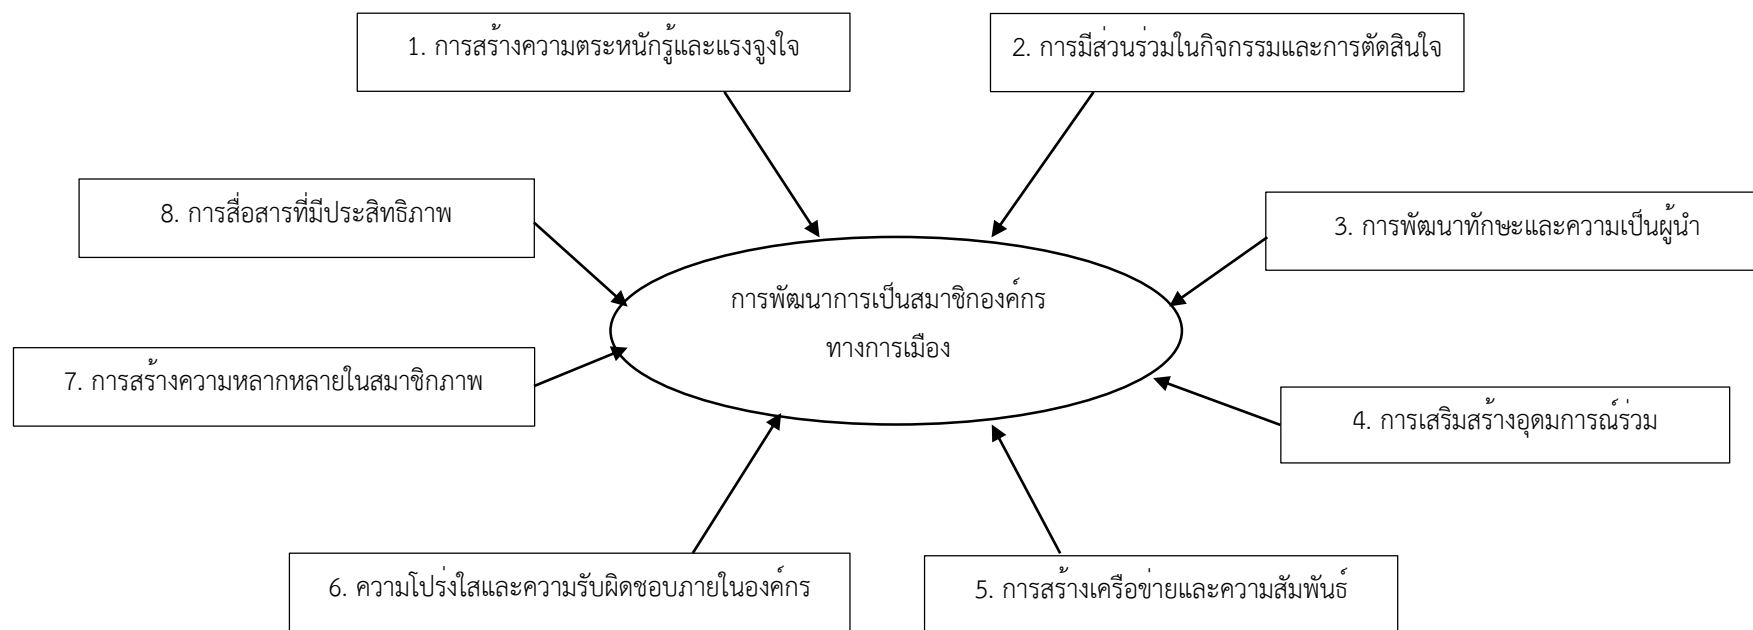 1. การสร้างความตระหนักรู้และแรงจูงใจ
2. การมีส่วนร่วมในกิจกรรมและการตัดสินใจ
8. การสื่อสารที่มีประสิทธิภาพ
3. การพัฒนาทักษะและความเป็นผู้นำ
การพัฒนาการเป็นสมาชิกองค์กร
ทางการเมือง
7. การสร้างความหลากหลายในสมาชิกภาพ
4. การเสริมสร้างอุดมการณ์ร่วม
6. ความโปร่งใสและความรับผิดชอบภายในองค์กร
5. การสร้างเครือข่ายและความสัมพันธ์